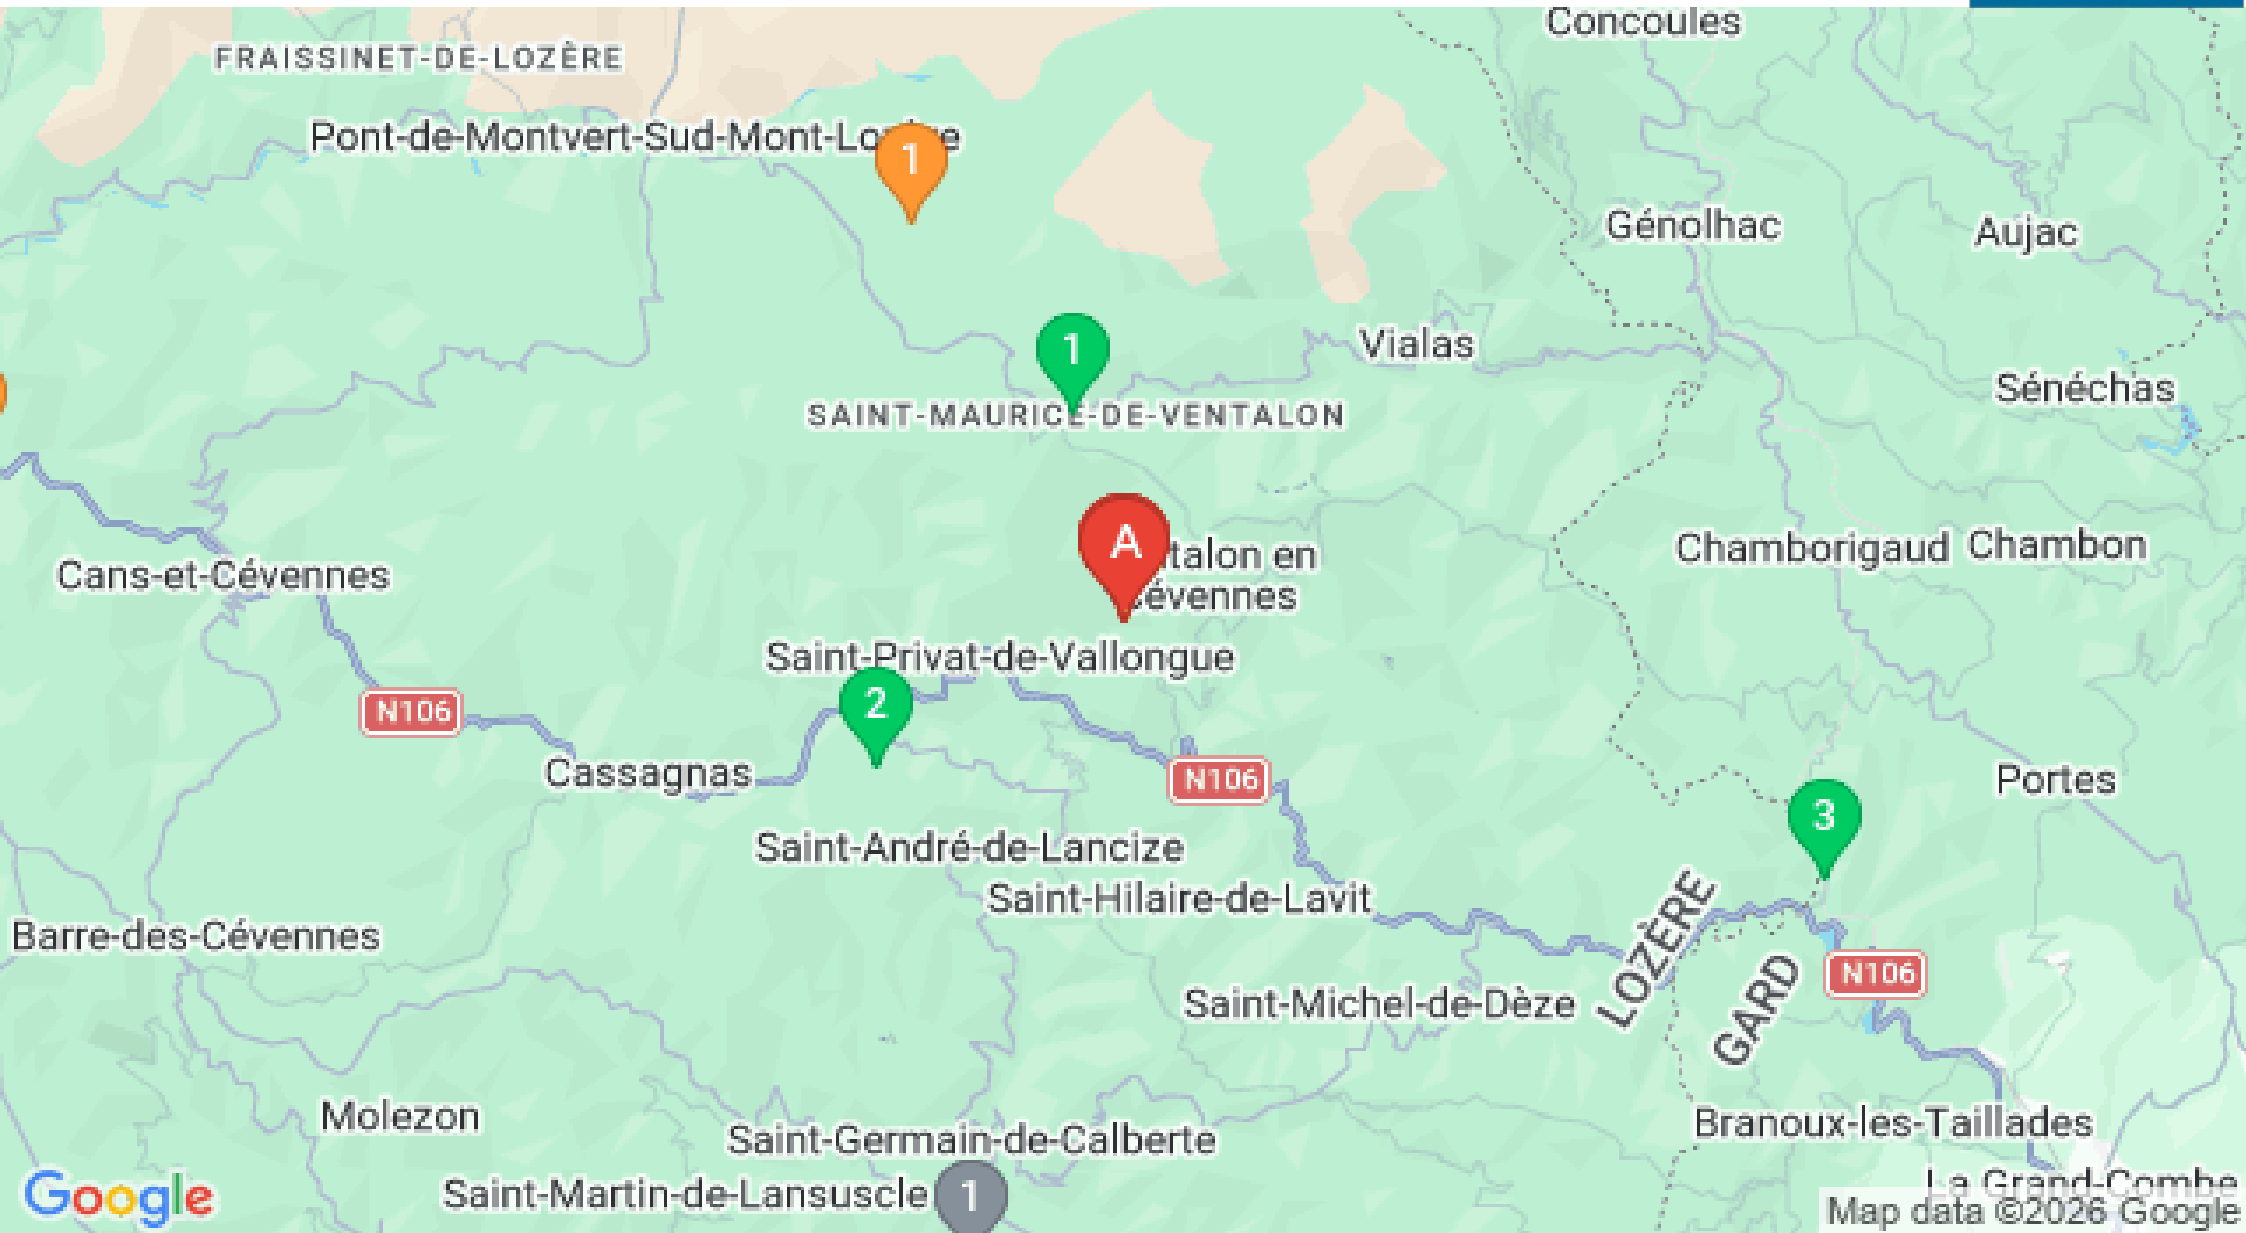 Concoules
FRAISSINET-DE-LOZÈRE
Pont-de-Montvert-Sud-Mont-Lozère
1
Génolhac
Aujac
1
Vialas
Sénéchas
SAINT-MAURICE-DE-VENTALON
A
talon en
évennes
Chamborigaud
Chambon
Cans-et-Cévennes
Saint-Privat-de-Vallongue
2
N106
Cassagnas
N106
Portes
3
Saint-André-de-Lancize
Saint-Hilaire-de-Lavit
LOZÈRE
Barre-des-Cévennes
N106
GARD
Saint-Michel-de-Dèze
Molezon
Branoux-les-Taillades
Saint-Germain-de-Calberte
Saint-Martin-de-Lansuscle
1
La Grand-Combe
Google
Map data ©2026 Google